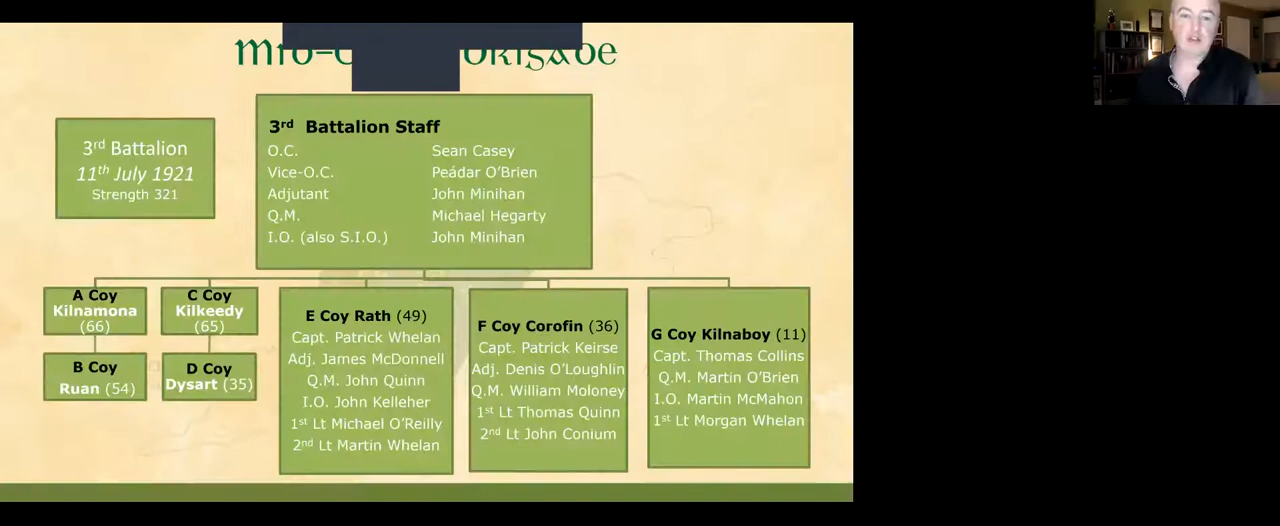 3rd Battalion
11th July 1921
Strength 321
3rd Battalion Staff
O.C. Sean Casey
Vice-O.C. Peádar O’Brien
Adjutant John Minihan
Q.M. Michael Hegarty
I.O. (also S.I.O.) John Minihan
A Coy
Kilnamona
(66)
B Coy
Ruan (54)
C Coy
Kilkeedy
(65)
D Coy
Dysart (35)
E Coy Rath (49)
Capt. Patrick Whelan
Adj. James McDonnell
Q.M. John Quinn
I.O. John Kelleher
1st Lt Michael O’Reilly
2nd Lt Martin Whelan
F Coy Corofin (36)
Capt. Patrick Keirse
Adj. Denis O’Loughlin
Q.M. William Moloney
1st Lt Thomas Quinn
2nd Lt John Conium
G Coy Kilnaboy (11)
Capt. Thomas Collins
Q.M. Martin O’Brien
I.O. Martin McMahon
1st Lt Morgan Whelan